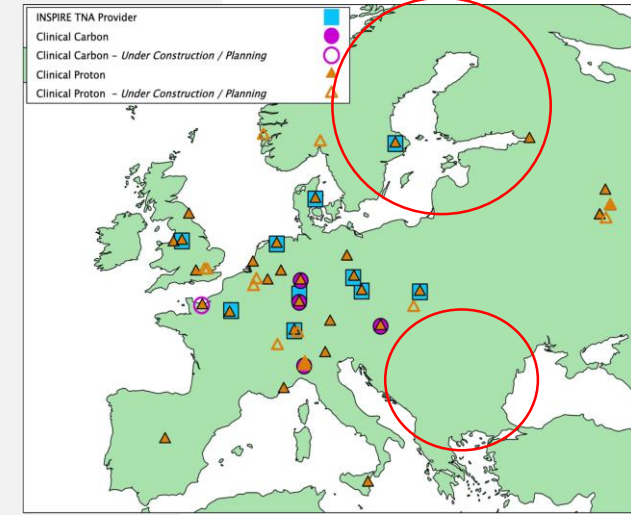 INSPIRE TNA Provider
Clinical Carbon
Clinical Carbon – Under Construction / Planning
Clinical Proton
Clinical Proton – Under Construction / Planning